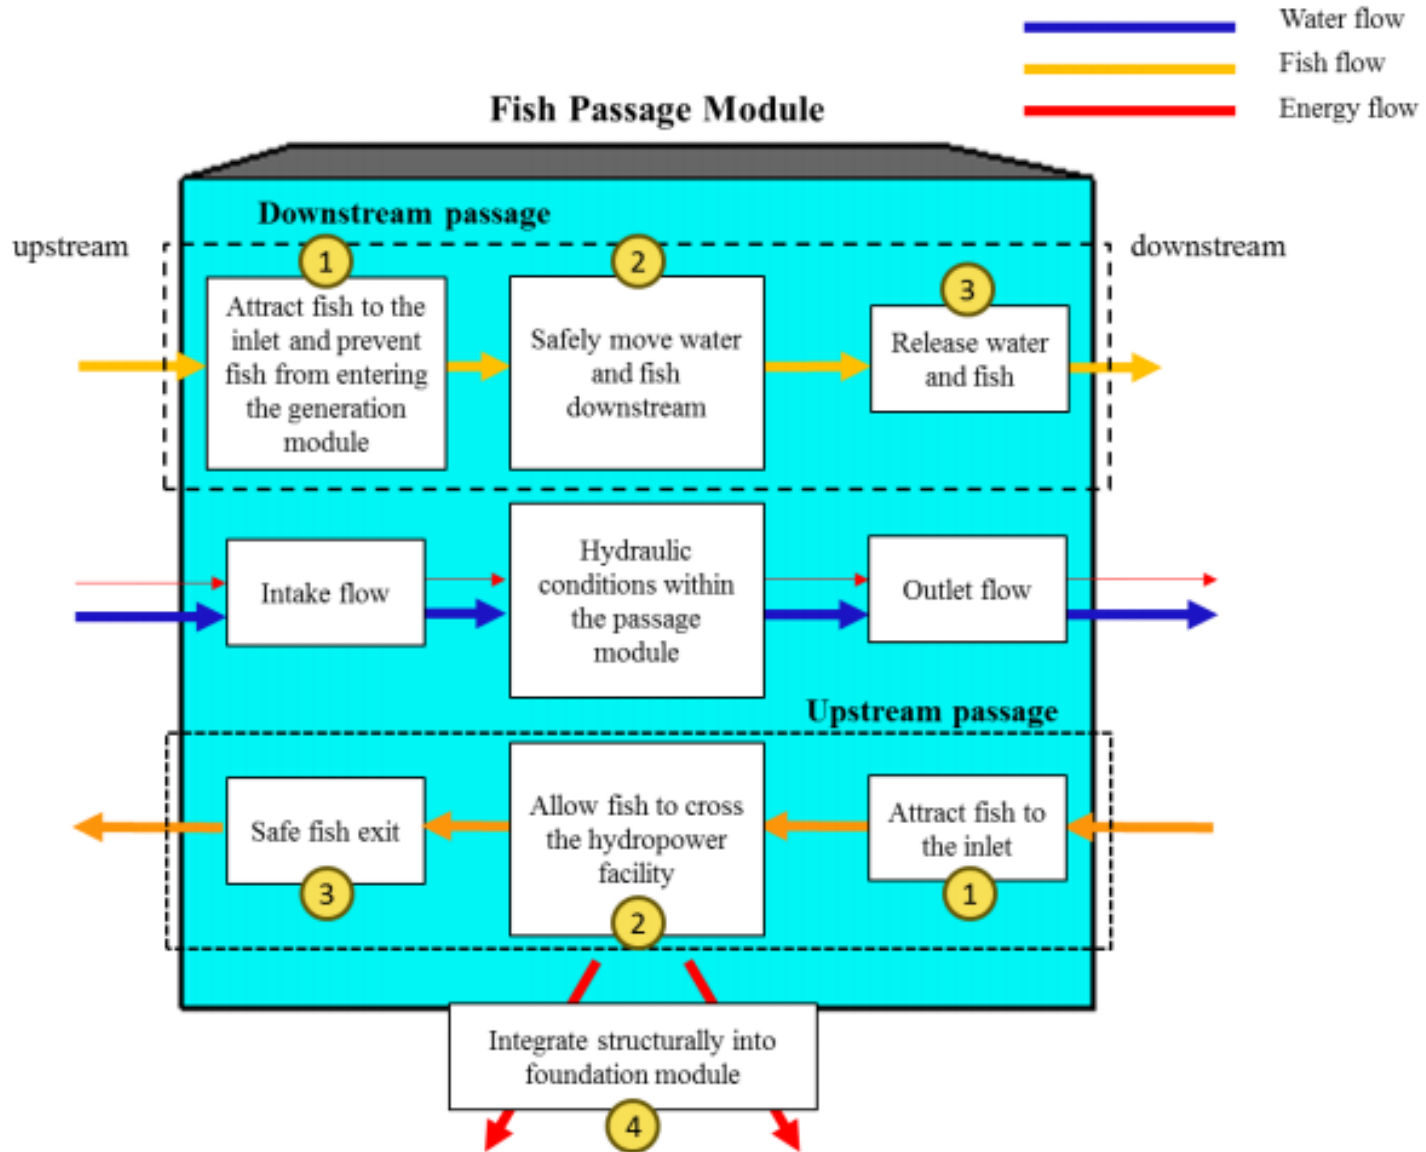 Water flow
Fish flow
Energy flow
Fish Passage Module
Downstream passage
upstream
downstream
1
2
3
Attract fish to the
inlet and prevent
fish from entering
the generation
module
Safely move water
and fish
downstream
Release water
and fish
Intake flow
Hydraulic
conditions within
the passage
module
Outlet flow
Upstream passage
Safe fish exit
3
Allow fish to cross
the hydropower
facility
2
Attract fish to
the inlet
1
Integrate structurally into
foundation module
4